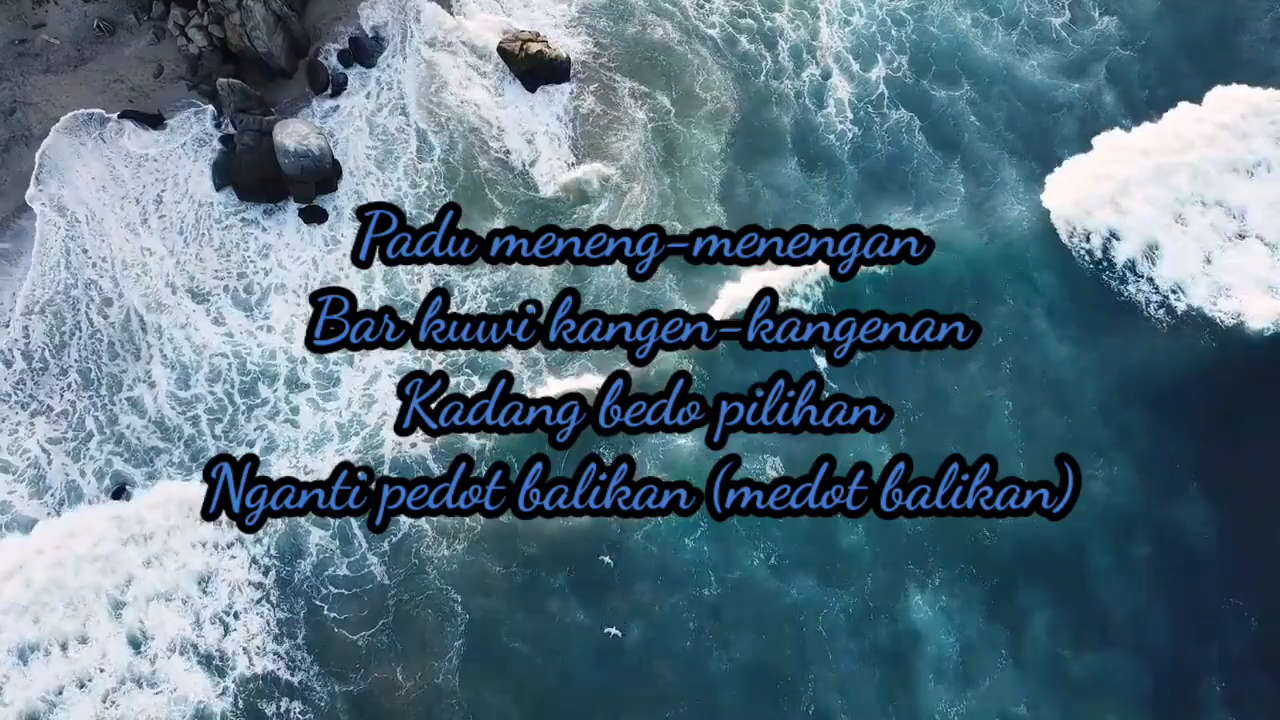 Padu meneng-menengan
Bar kuwi kangen-kangenan
Kadang bedo pilihan
Nganti pedot balikan (medot balikan)